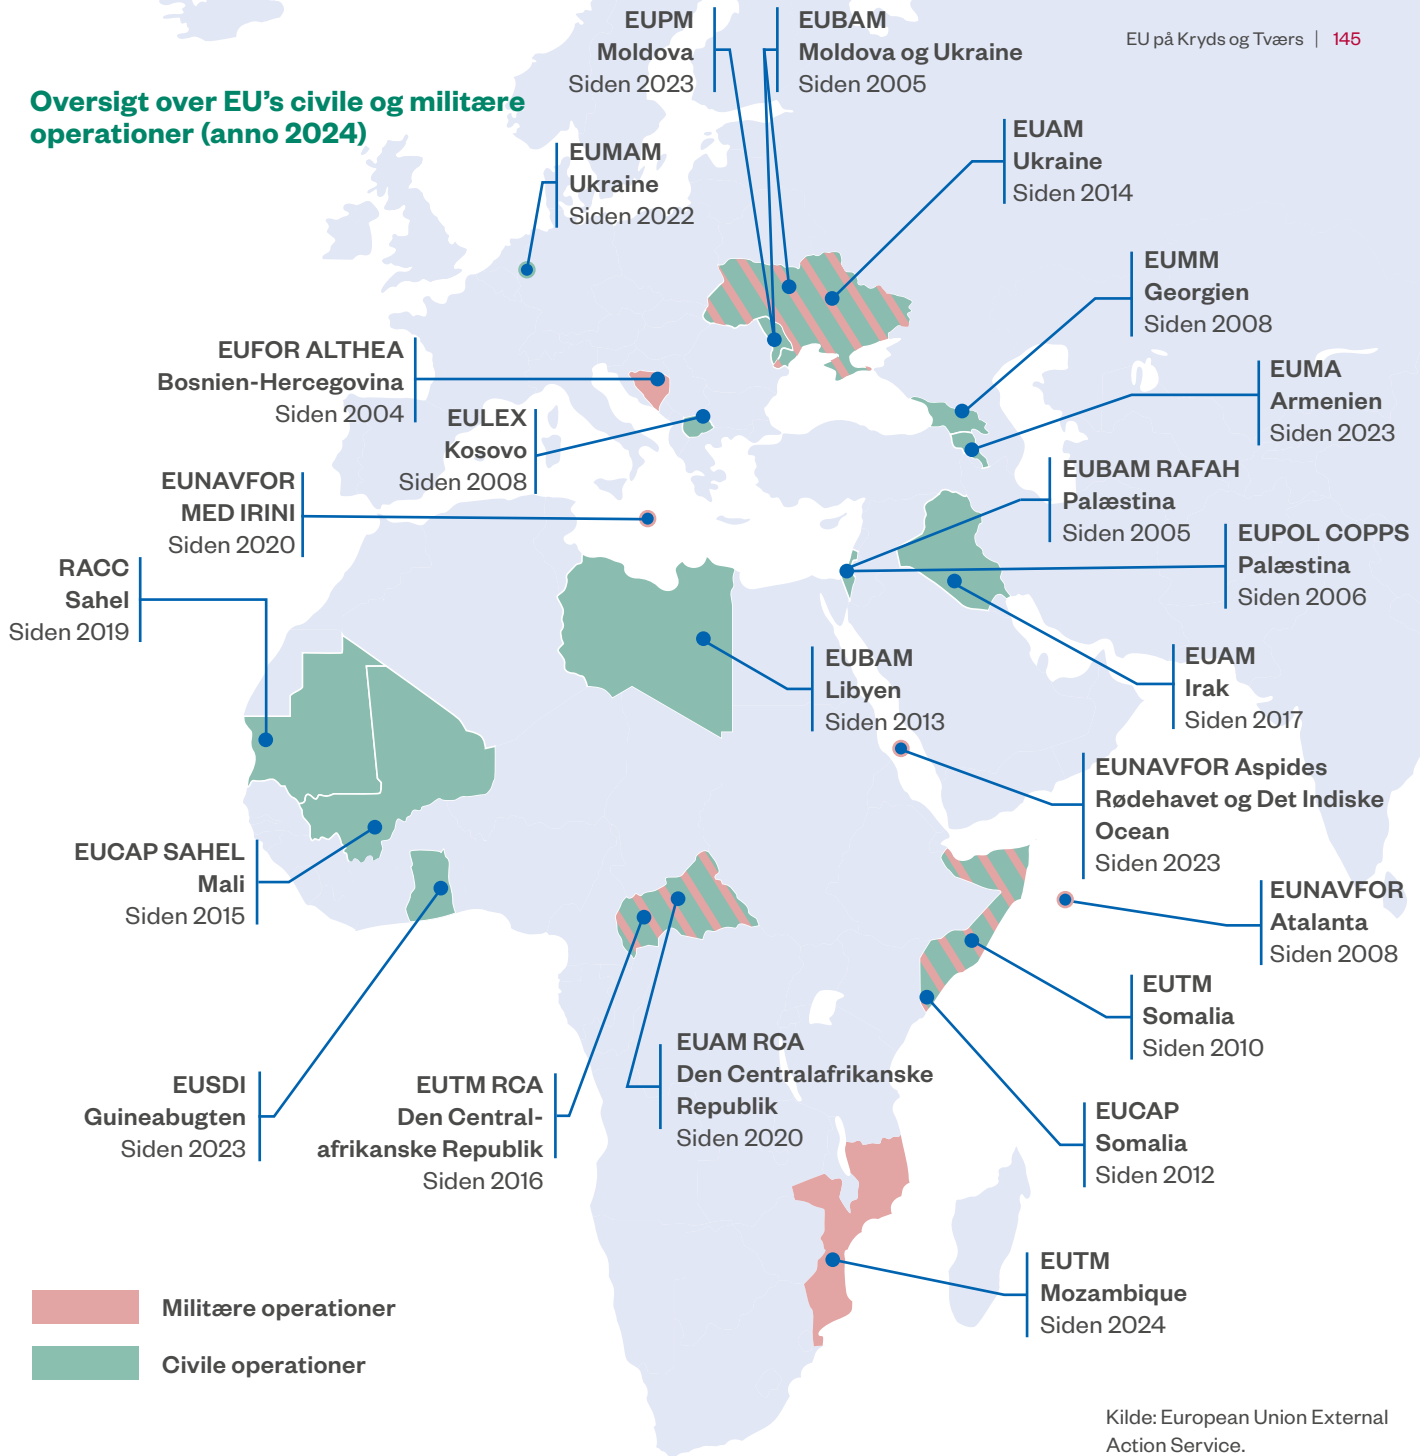 EU på Kryds og Tværs | 145
Oversigt over EU's civile og militære
operationer (anno 2024)
EUPM
Moldova
Siden 2023
EUBAM
Moldova og Ukraine
Siden 2005
EUAM
Ukraine
Siden 2014
EUMAM
Ukraine
Siden 2022
EUMM
Georgien
Siden 2008
EUFOR ALTHEA
Bosnien-Hercegovina
Siden 2004
EUMA
Armenien
Siden 2023
EULEX
Kosovo
Siden 2008
EUBAM RAFAH
Palæstina
Siden 2005
EUNAVFOR
MED IRINI
Siden 2020
EUPOL COPPS
Palæstina
Siden 2006
RACC
Sahel
Siden 2019
EUBAM
Libyen
Siden 2013
EUAM
Irak
Siden 2017
EUNAVFOR Aspides
Rødehavet og Det Indiske
Ocean
Siden 2023
EUCAP SAHEL
Mali
Siden 2015
EUNAVFOR
Atalanta
Siden 2008
EUTM
Somalia
Siden 2010
EUSDI
Guineabugten
Siden 2023
EUTM RCA
Den Central-
afrikanske Republik
Siden 2016
EUAM RCA
Den Centralafrikanske
Republik
Siden 2020
EUCAP
Somalia
Siden 2012
EUTM
Mozambique
Siden 2024
Militære operationer
Civile operationer
Kilde: European Union External
Action Service.